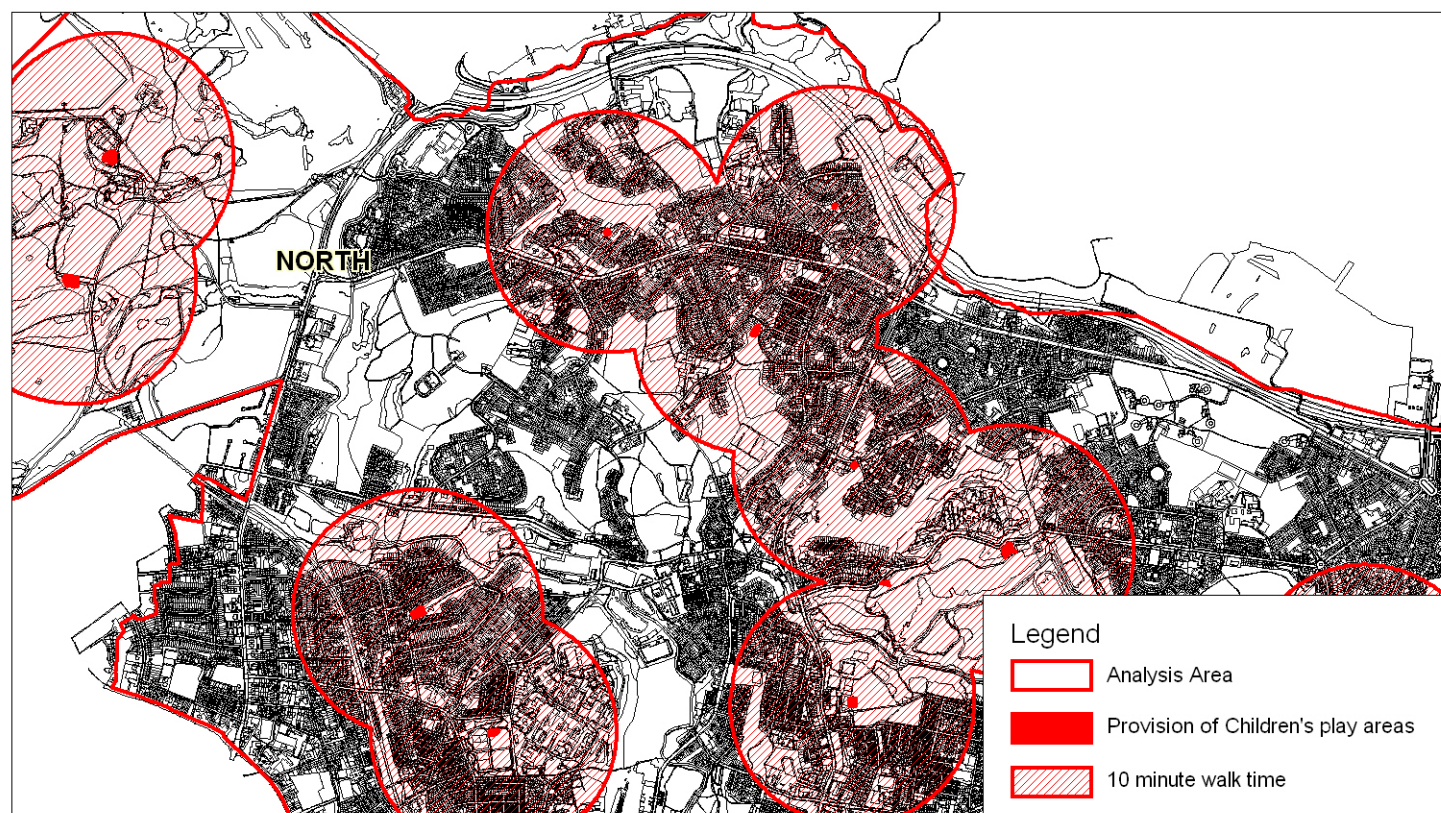 NORTH
Legend
Analysis Area
Provision of Children's play areas
10 minute walk time